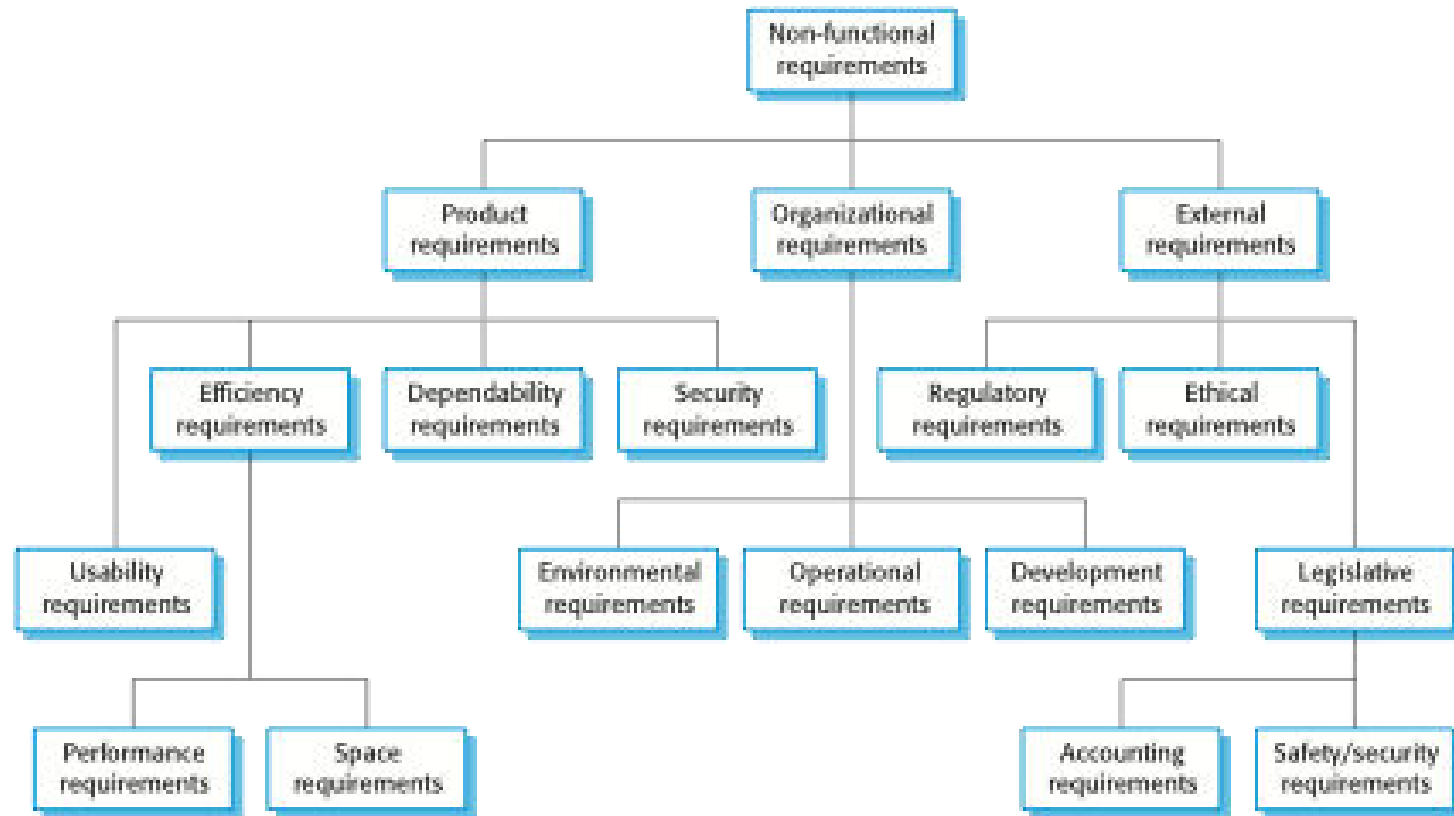 Non-functional
requirements
Product
requirements
Organizational
requirements
External
requirements
Efficiency
requirements
Dependability
requirements
Security
requirements
Regulatory
requirements
Ethical
requirements
Usability
requirements
Environmental
requirements
Operational
requirements
Development
requirements
Legislative
requirements
Performance
requirements
Space
requirements
Accounting
requirements
Safety/security
requirements